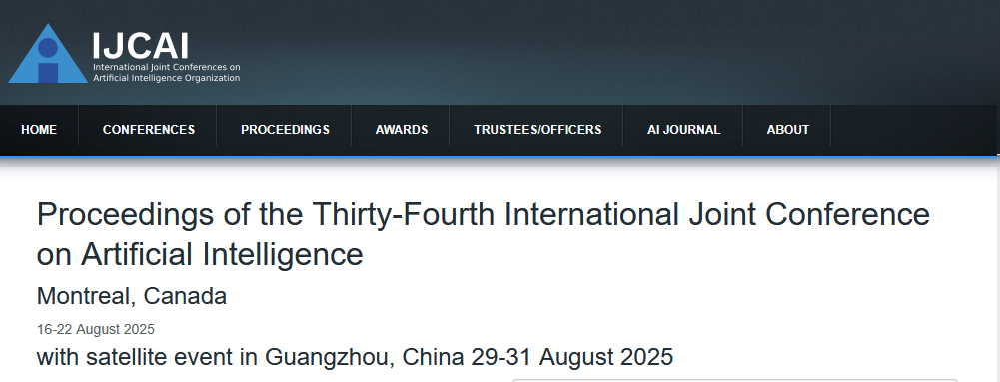 IJCAI
International Joint Conferences on
Artificial Intelligence Organization
HOME CONFERENCES PROCEEDINGS AWARDS TRUSTEES/OFFICERS AI JOURNAL ABOUT
Proceedings of the Thirty-Fourth International Joint Conference
on Artificial Intelligence
Montreal, Canada
16-22 August 2025
with satellite event in Guangzhou, China 29-31 August 2025